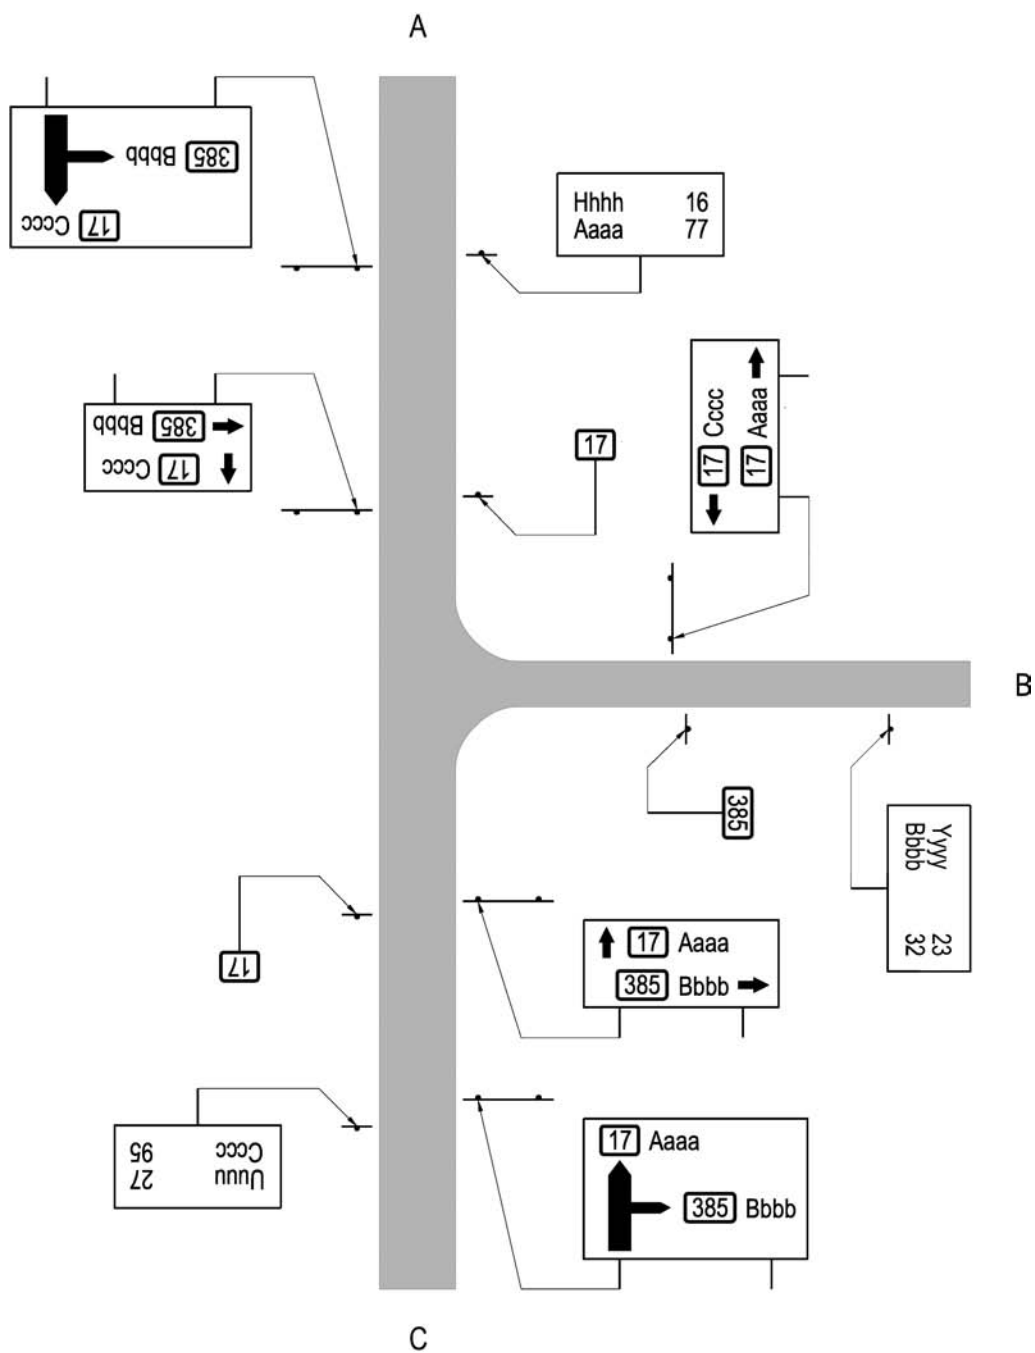 A
385 Bbbb
17 Cccc
Hhhh 16
Aaaa 77
385 Bbbb
17 Cccc
17
17 Cccc
17 Aaaa
B
385
Yyyy 23
Bbbb 32
17
17 Aaaa
385 Bbbb
Uuuu 27
Cccc 95
17 Aaaa
385 Bbbb
C